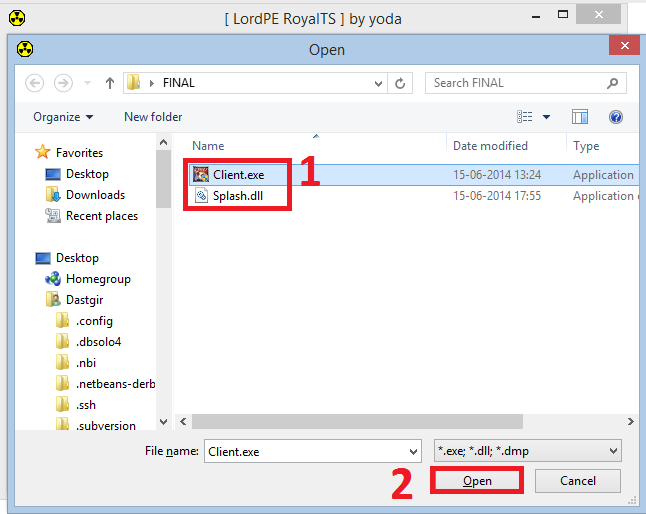 [ LordPE RoyalTS ] by yoda
Open
FINAL
Search FINAL
Organize
New folder
Name
Date modified
Type
Favorites
Desktop
Downloads
Recent places
Desktop
Homegroup
Dastgir
.config
.dbsolo4
.nbi
.netbeans-derb
.ssh
.subversion
Client.exe 15-06-2014 13:24 Application
Splash.dll 15-06-2014 17:55 Application e
1
File name: Client.exe
*.exe; *.dll; *.dmp
2
Open
Cancel